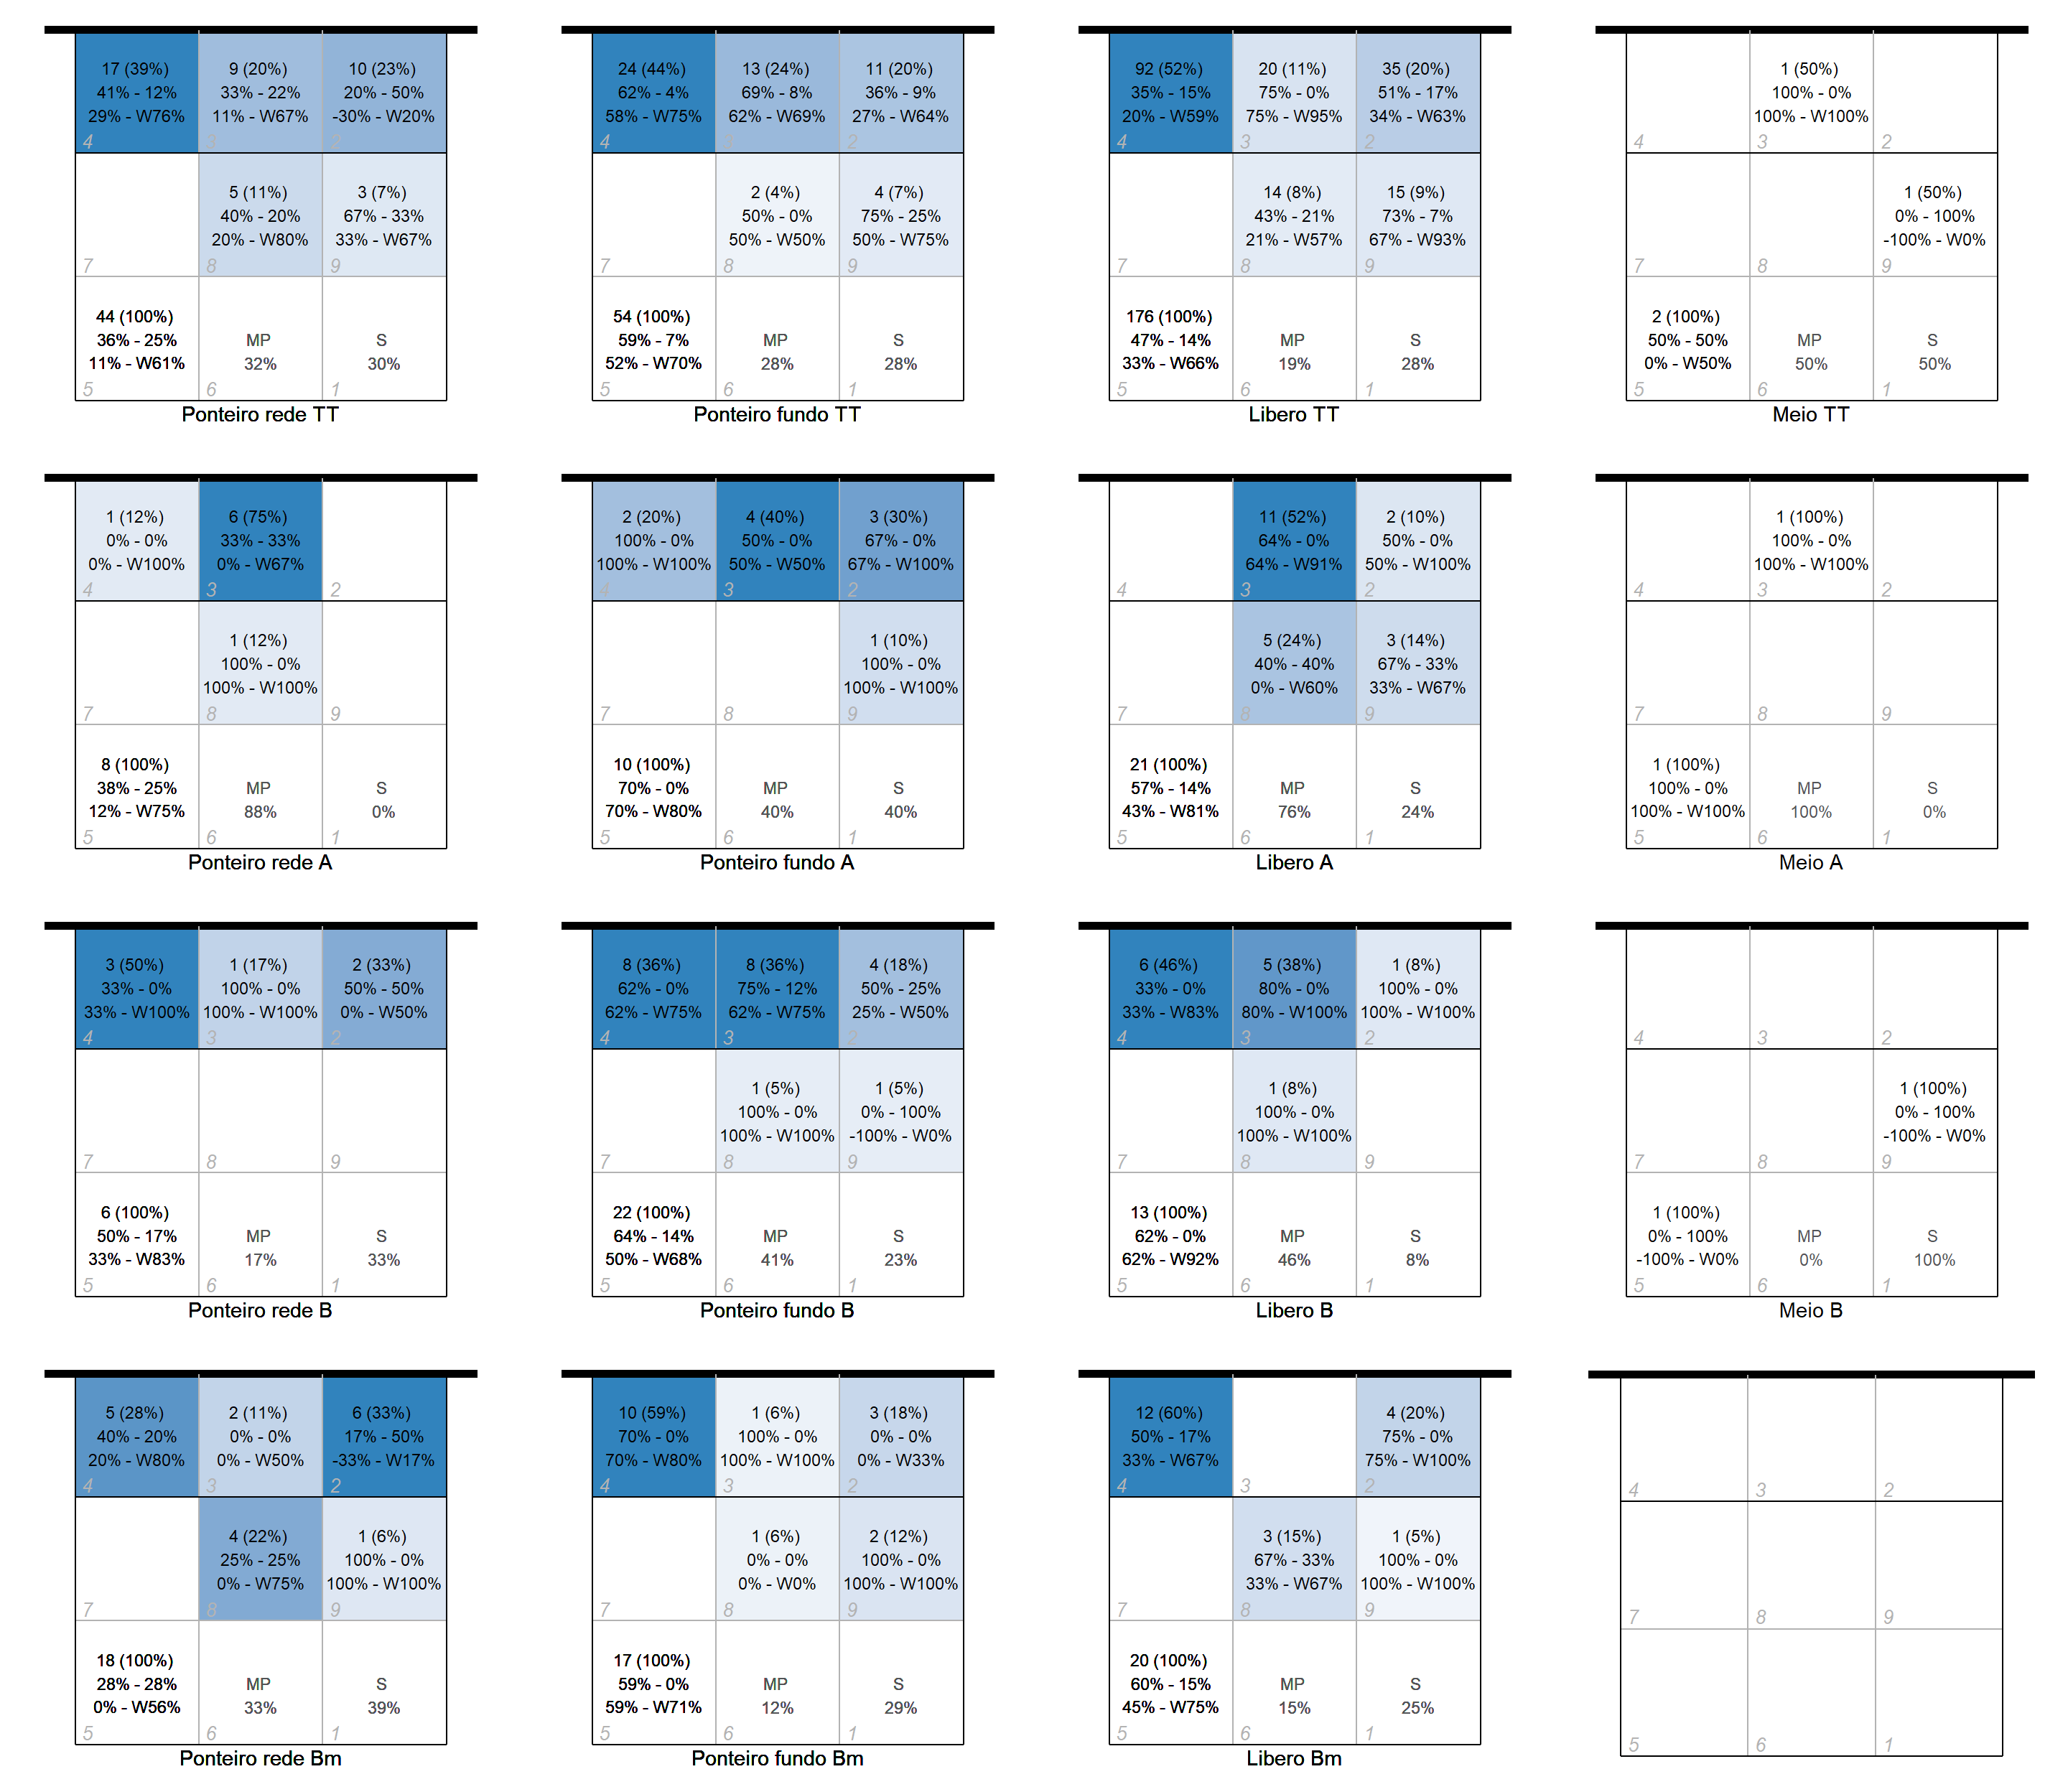 17 (39%)
41% - 12%
29% - W76%
4
9 (20%)
33% - 22%
11% - W67%
3
10 (23%)
20% - 50%
-30% - W20%
2
7
5 (11%)
40% - 20%
20% - W80%
8
3 (7%)
67% - 33%
33% - W67%
9
44 (100%)
36% - 25%
11% - W61%
5
MP
32%
6
S
30%
1
Ponteiro rede TT
24 (44%)
62% - 4%
58% - W75%
4
13 (24%)
69% - 8%
62% - W69%
3
11 (20%)
36% - 9%
27% - W64%
2
7
2 (4%)
50% - 0%
50% - W50%
8
4 (7%)
75% - 25%
50% - W75%
9
54 (100%)
59% - 7%
52% - W70%
5
MP
28%
6
S
28%
1
Ponteiro fundo TT
92 (52%)
35% - 15%
20% - W59%
4
20 (11%)
75% - 0%
75% - W95%
3
35 (20%)
51% - 17%
34% - W63%
2
7
14 (8%)
43% - 21%
21% - W57%
8
15 (9%)
73% - 7%
67% - W93%
9
176 (100%)
47% - 14%
33% - W66%
5
MP
19%
6
S
28%
1
Libero TT
4
1 (50%)
100% - 0%
100% - W100%
3
2
7
8
1 (50%)
0% - 100%
-100% - W0%
9
2 (100%)
50% - 50%
0% - W50%
5
MP
50%
6
S
50%
1
Meio TT
1 (12%)
0% - 0%
0% - W100%
4
6 (75%)
33% - 33%
0% - W67%
3
2
7
1 (12%)
100% - 0%
100% - W100%
8
9
8 (100%)
38% - 25%
12% - W75%
5
MP
88%
6
S
0%
1
Ponteiro rede A
2 (20%)
100% - 0%
100% - W100%
4
4 (40%)
50% - 0%
50% - W50%
3
3 (30%)
67% - 0%
67% - W100%
2
7
8
1 (10%)
100% - 0%
100% - W100%
9
10 (100%)
70% - 0%
70% - W80%
5
MP
40%
6
S
40%
1
Ponteiro fundo A
4
11 (52%)
64% - 0%
64% - W91%
3
2 (10%)
50% - 0%
50% - W100%
2
7
5 (24%)
40% - 40%
0% - W60%
8
3 (14%)
67% - 33%
33% - W67%
9
21 (100%)
57% - 14%
43% - W81%
5
MP
76%
6
S
24%
1
Libero A
4
1 (100%)
100% - 0%
100% - W100%
3
2
7
8
9
1 (100%)
100% - 0%
100% - W100%
5
MP
100%
6
S
0%
1
Meio A
3 (50%)
33% - 0%
33% - W100%
4
1 (17%)
100% - 0%
100% - W100%
3
2 (33%)
50% - 50%
0% - W50%
2
7
8
9
6 (100%)
50% - 17%
33% - W83%
5
MP
17%
6
S
33%
1
Ponteiro rede B
8 (36%)
62% - 0%
62% - W75%
4
8 (36%)
75% - 12%
62% - W75%
3
4 (18%)
50% - 25%
25% - W50%
2
7
1 (5%)
100% - 0%
100% - W100%
8
1 (5%)
0% - 100%
-100% - W0%
9
22 (100%)
64% - 14%
50% - W68%
5
MP
41%
6
S
23%
1
Ponteiro fundo B
6 (46%)
33% - 0%
33% - W83%
4
5 (38%)
80% - 0%
80% - W100%
3
1 (8%)
100% - 0%
100% - W100%
2
7
1 (8%)
100% - 0%
100% - W100%
8
9
13 (100%)
62% - 0%
62% - W92%
5
MP
46%
6
S
8%
1
Libero B
4
3
2
7
8
1 (100%)
0% - 100%
-100% - W0%
9
1 (100%)
0% - 100%
-100% - W0%
5
MP
0%
6
S
100%
1
Meio B
5 (28%)
40% - 20%
20% - W80%
4
2 (11%)
0% - 0%
0% - W50%
3
6 (33%)
17% - 50%
-33% - W17%
2
7
4 (22%)
25% - 25%
0% - W75%
8
1 (6%)
100% - 0%
100% - W100%
9
18 (100%)
28% - 28%
0% - W56%
5
MP
33%
6
S
39%
1
Ponteiro rede Bm
10 (59%)
70% - 0%
70% - W80%
4
1 (6%)
100% - 0%
100% - W100%
3
3 (18%)
0% - 0%
0% - W33%
2
7
1 (6%)
0% - 0%
0% - W0%
8
2 (12%)
100% - 0%
100% - W100%
9
17 (100%)
59% - 0%
59% - W71%
5
MP
12%
6
S
29%
1
Ponteiro fundo Bm
12 (60%)
50% - 17%
33% - W67%
4
3
4 (20%)
75% - 0%
75% - W100%
2
7
3 (15%)
67% - 33%
33% - W67%
8
1 (5%)
100% - 0%
100% - W100%
9
20 (100%)
60% - 15%
45% - W75%
5
MP
15%
6
S
25%
1
Libero Bm
4
3
2
7
8
9
5
6
1